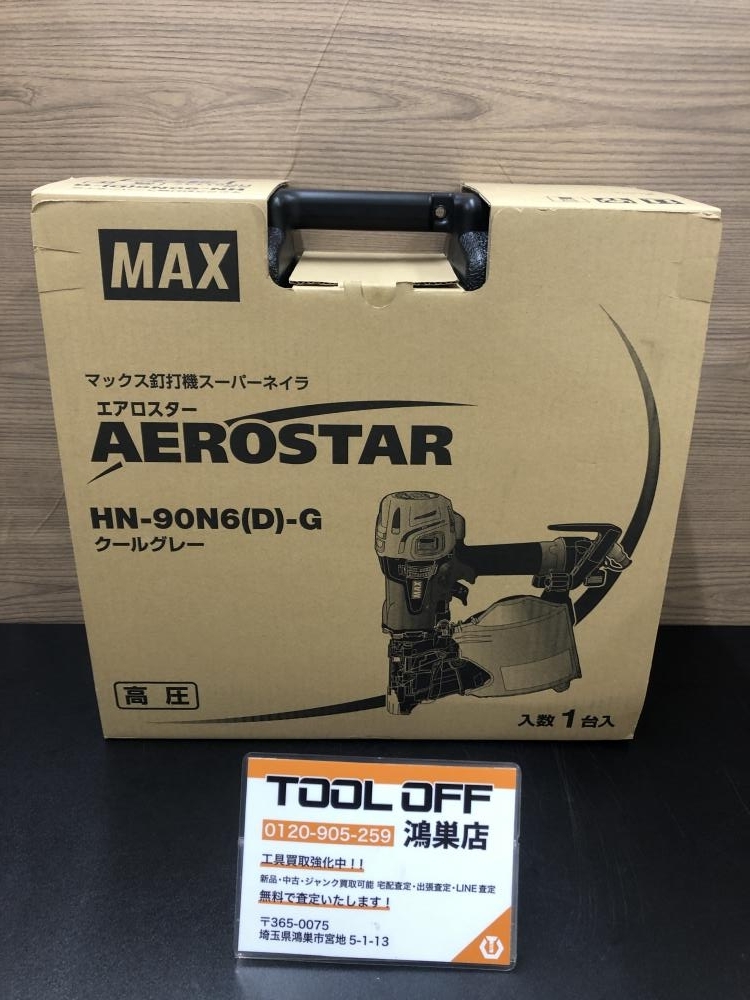 MAX
マックス釘打機スーパーネイラ
エアロスター
AEROSTAR
HN-90N6(D)-G
クールグレー
MAX
高圧
入数1台入
TOOL OFF
0120-905-259 鴻巣店
工具買取強化中!!
新品・中古・ジャンク買取可能 宅配査定・出張査定・LINE査定
無料で査定いたします!
〒365-0075
埼玉県鴻巣市宮地5-1-13